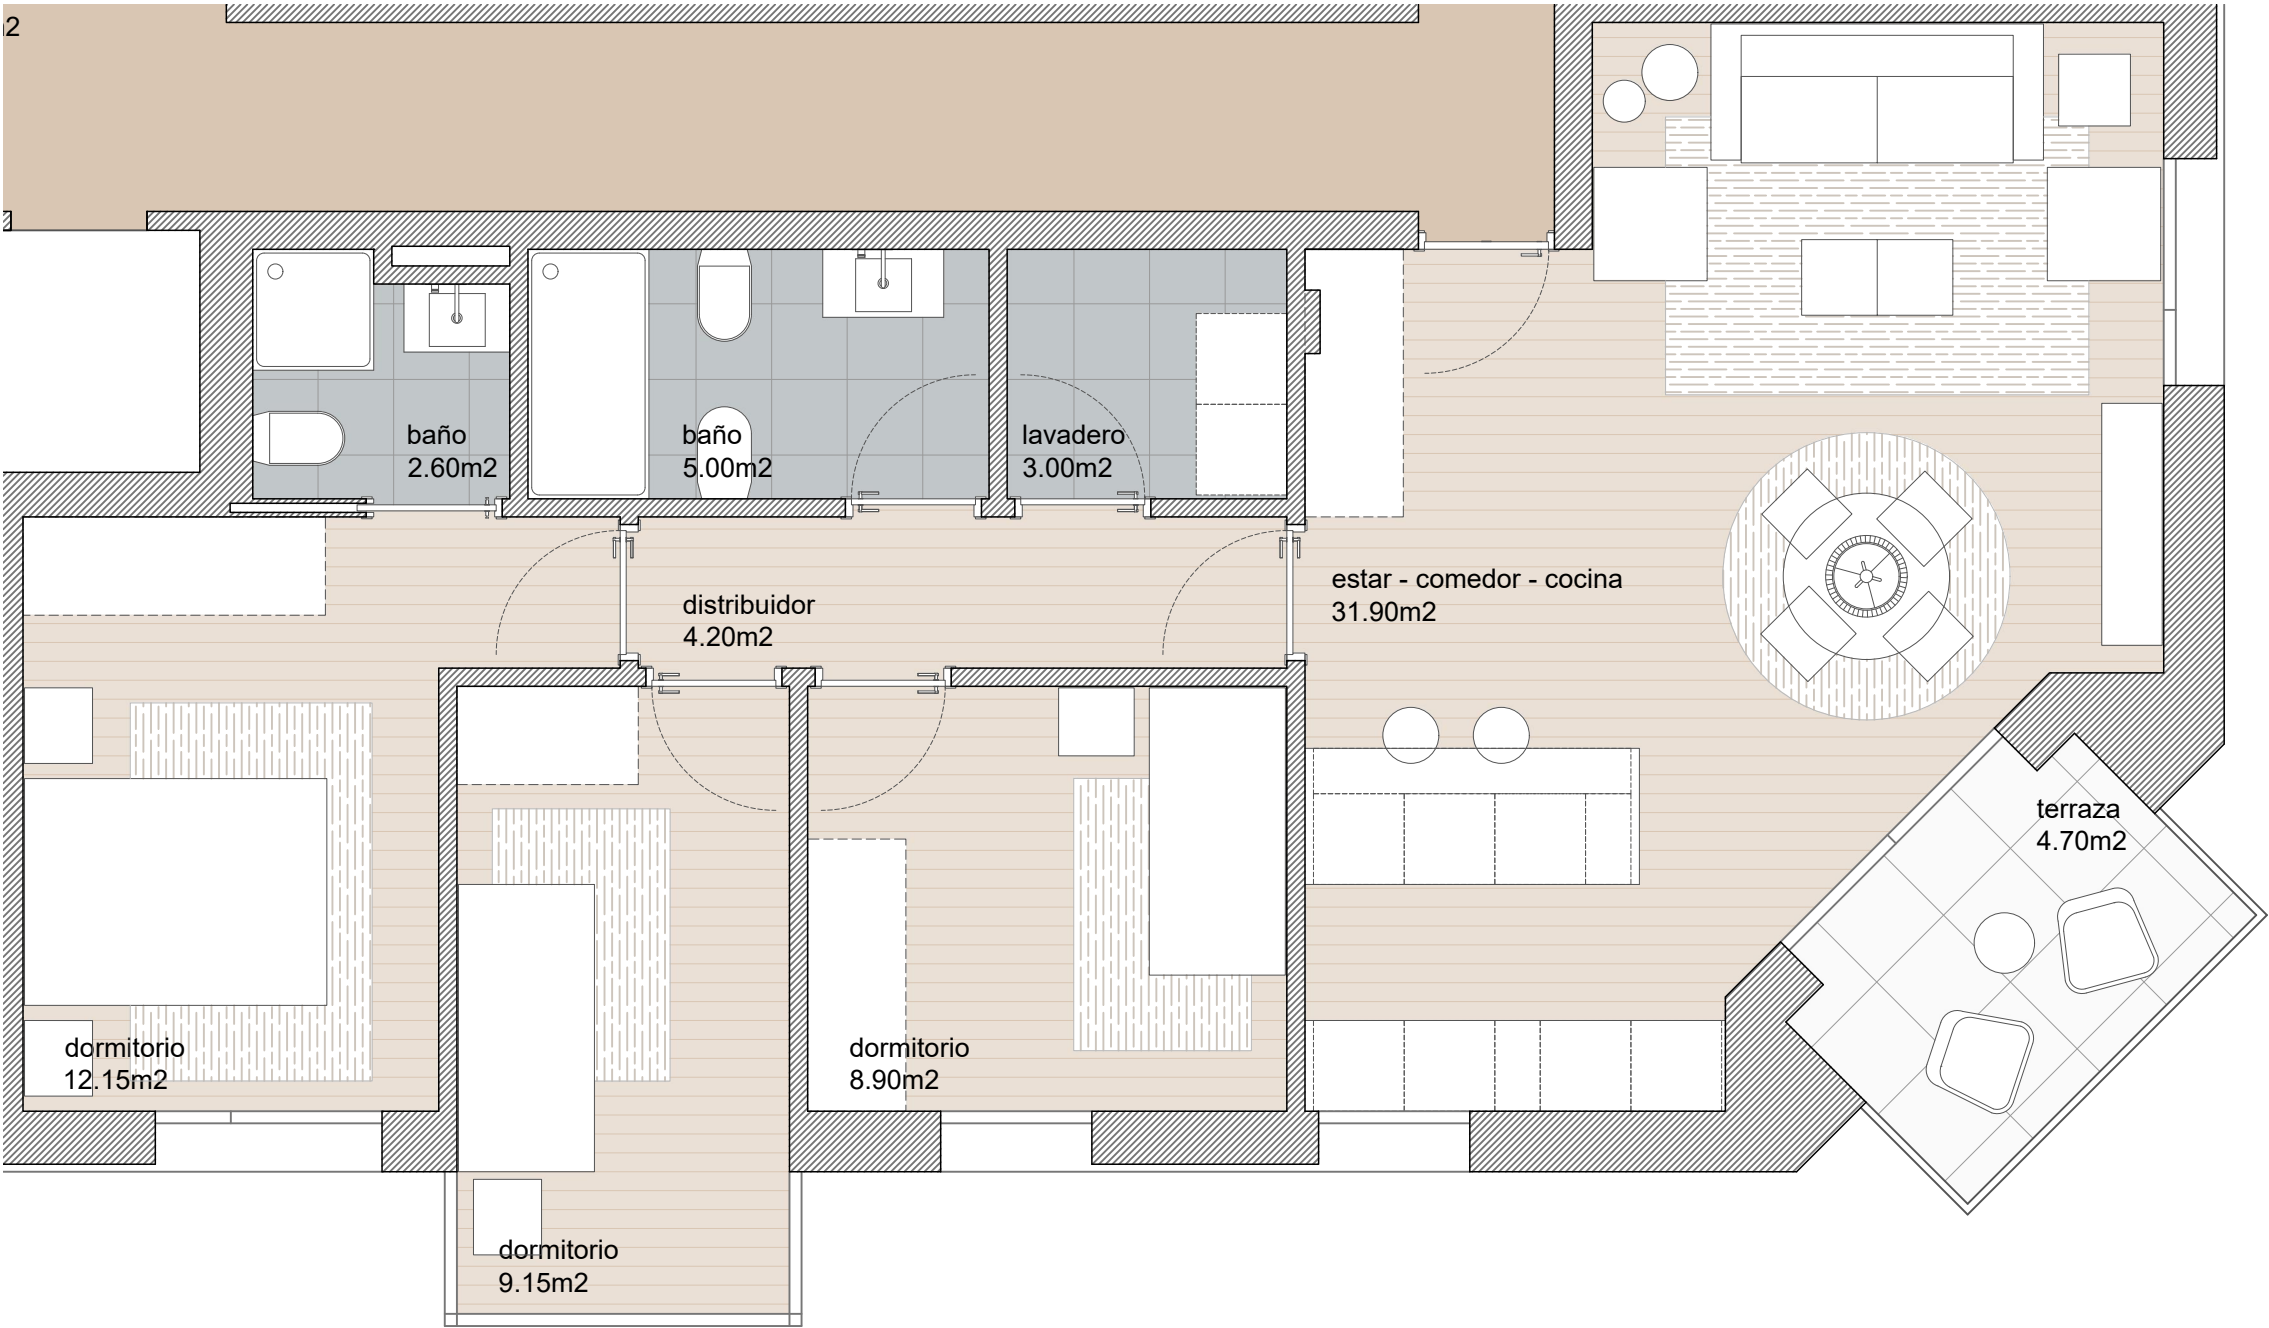 baño
2.60m2
baño
5.00m2
lavadero
3.00m2
estar - comedor - cocina
31.90m2
distribuidor
4.20m2
terraza
4.70m2
dormitorio
12.15m2
dormitorio
8.90m2
dormitorio
9.15m2